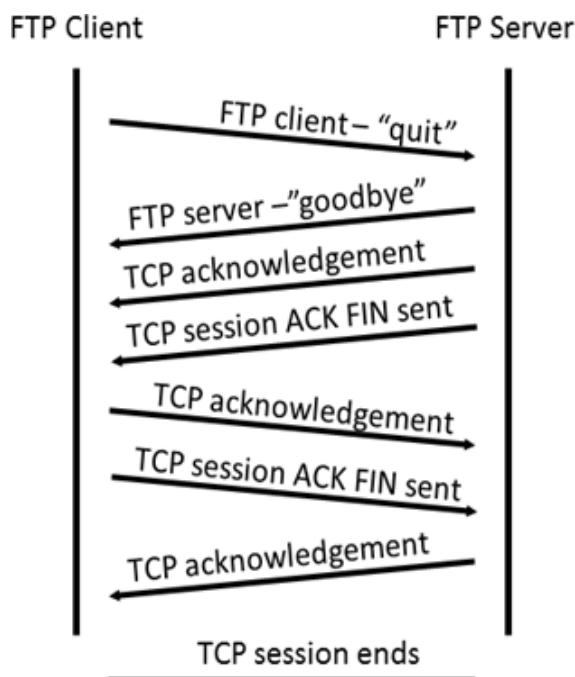 FTP Client
FTP Server
FTP client – “quit”
FTP server –”goodbye”
TCP acknowledgement
TCP session ACK FIN sent
TCP acknowledgement
TCP session ACK FIN sent
TCP acknowledgement
TCP session ends